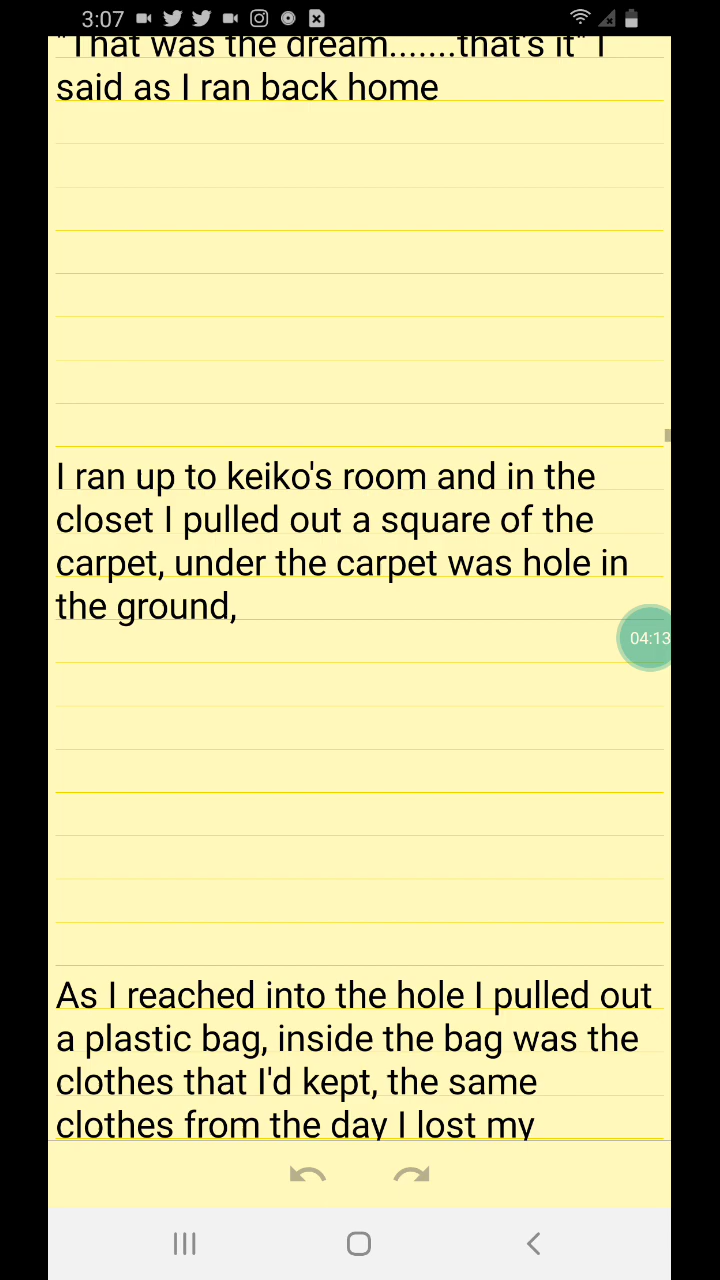 3:07
"That was the dream.......that's it" I
said as I ran back home
I ran up to keiko's room and in the
closet I pulled out a square of the
carpet, under the carpet was hole in
the ground,
04:13
As I reached into the hole I pulled out
a plastic bag, inside the bag was the
clothes that I'd kept, the same
clothes from the day I lost my